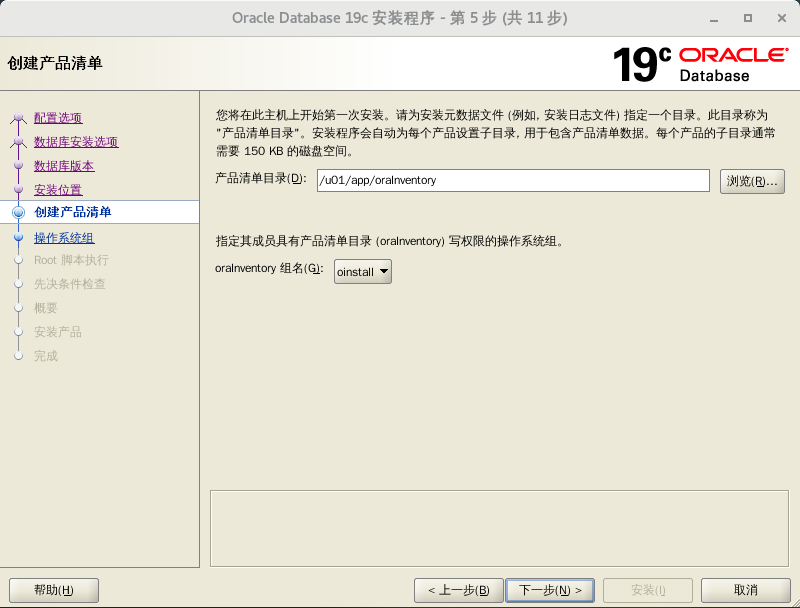 Oracle Database 19c 安装程序 - 第 5 步 (共 11 步)
创建产品清单
19c ORACLE®
Database
配置选项
数据库安装选项
数据库版本
安装位置
创建产品清单
操作系统组
Root 脚本执行
先决条件检查
概要
安装产品
完成
您将在此主机上开始第一次安装。请为安装元数据文件 (例如, 安装日志文件) 指定一个目录。此目录称为
"产品清单目录"。安装程序会自动为每个产品设置子目录, 用于包含产品清单数据。每个产品的子目录通常
需要 150 KB 的磁盘空间。
产品清单目录(D): /u01/app/oraInventory 浏览(R)...
指定其成员具有产品清单目录 (oraInventory) 写权限的操作系统组。
oraInventory 组名(G): oinstall
帮助(H) < 上一步(B) 下一步(N) > 安装(I) 取消